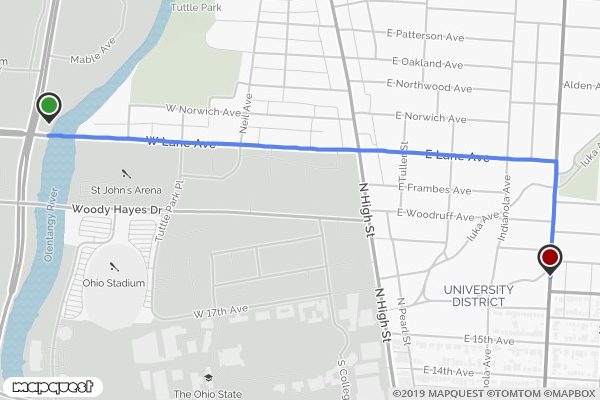 Tuttle Park
E Patterson Ave
Mable Ave
E Oakland Ave
E Northwood Ave
Alden Ave
W Norwich Ave
Neil Ave
E Norwich Ave
W Lane Ave
Tuller St
E Lane Ave
Iuka Ave
St John's Arena
Tuttle Park Pl
N High St
E Frambes Ave
Indianola Ave
Woody Hayes Dr
E Woodruff Ave
Iuka Ave
Olentangy River
Ohio Stadium
UNIVERSITY
DISTRICT
W 17th Ave
N High St
N Pearl St
E 15th Ave
S College
E 14th Ave
The Ohio State
mapquest
©2019 MAPQUEST ©TOMTOM ©MAPBOX